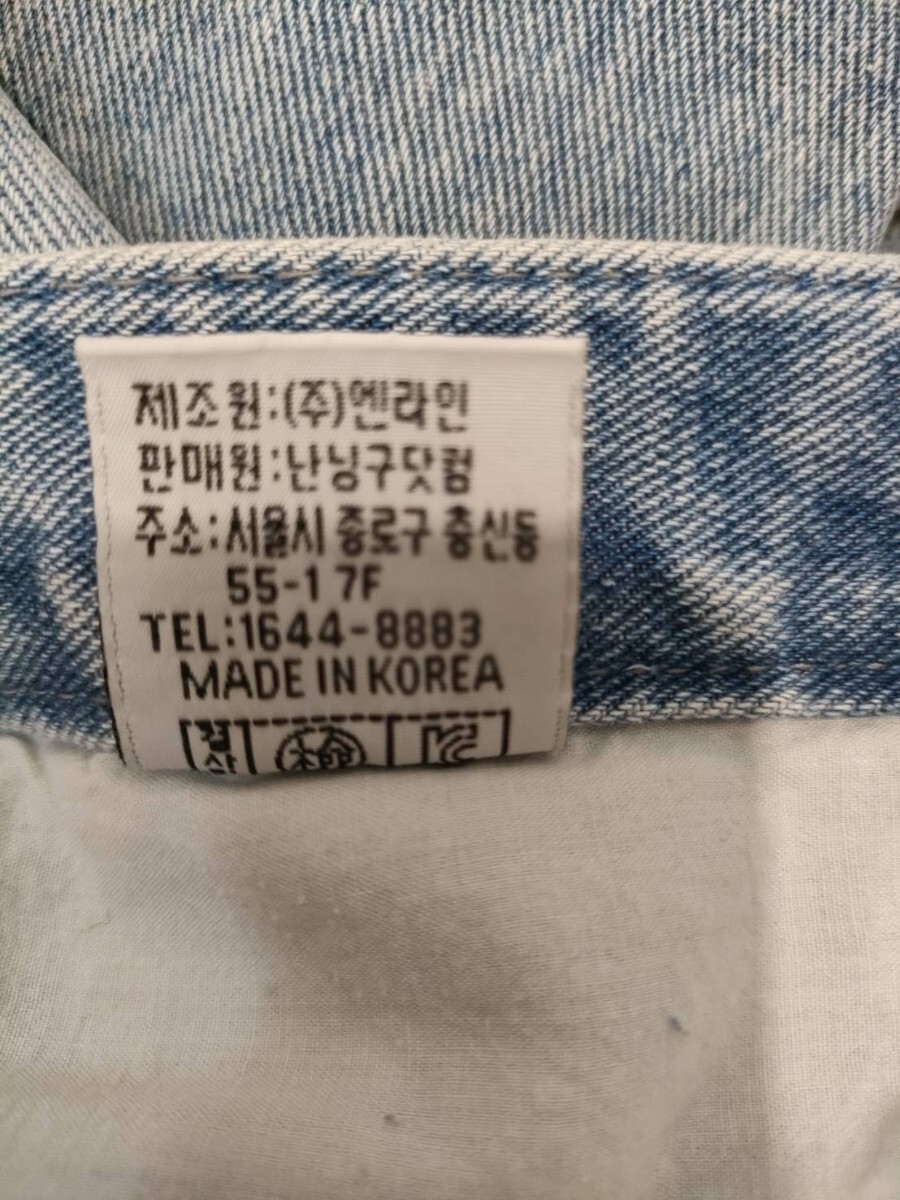 제조원:(주)엔라인
판매원:난닝구닷컴
주소:서울시 종로구 충신동
55-1 7F
TEL:1644-8883
MADE IN KOREA